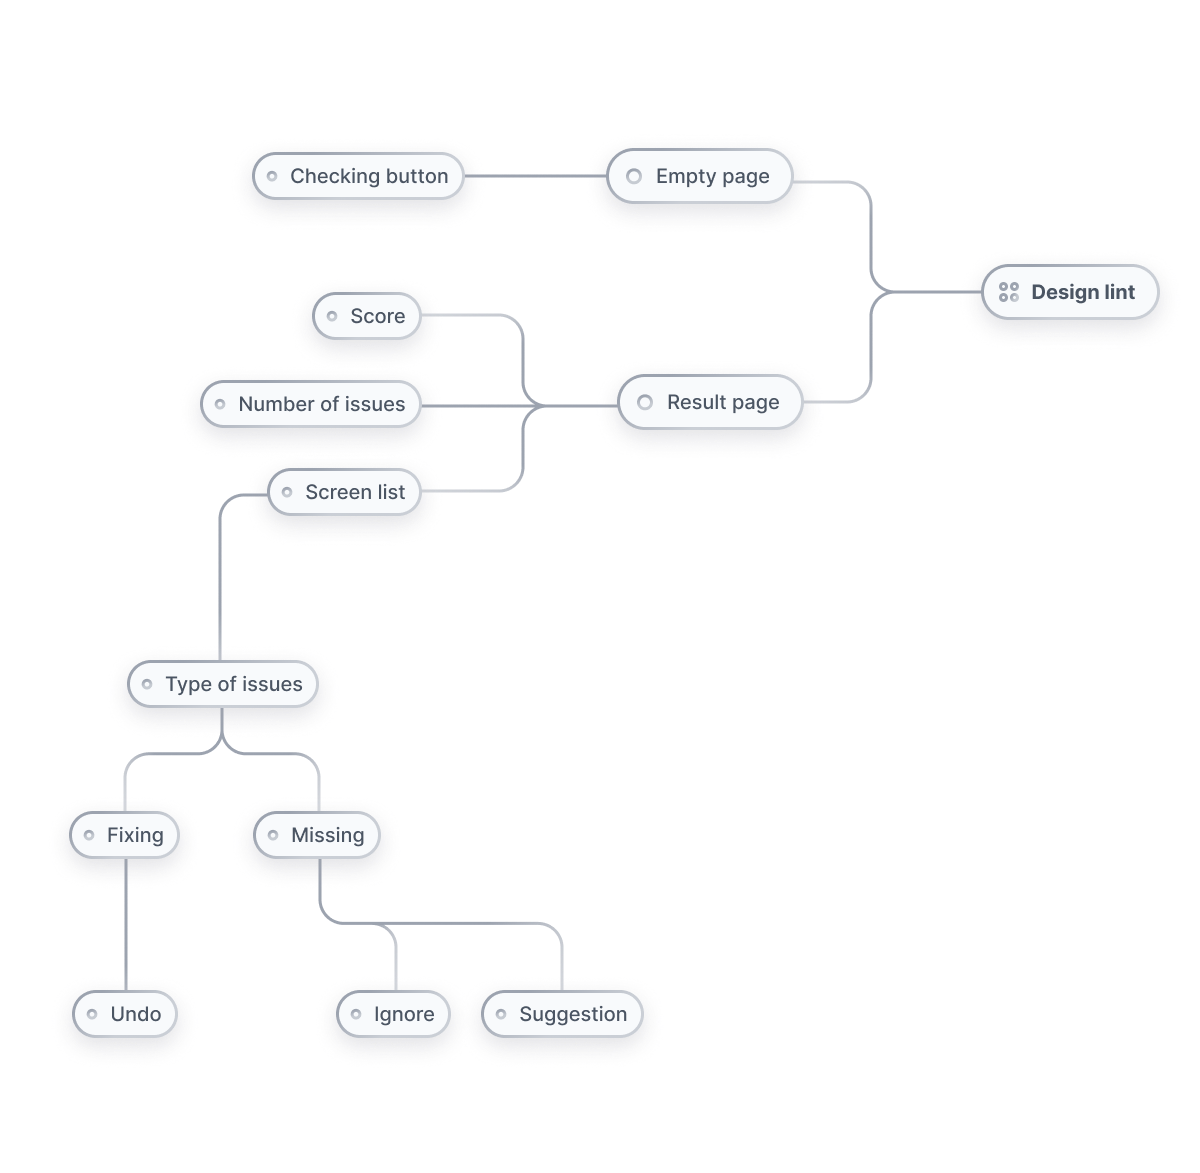 Checking button
Empty page
Design lint
Score
Number of issues
Result page
Screen list
Type of issues
Fixing
Missing
Undo
Ignore
Suggestion